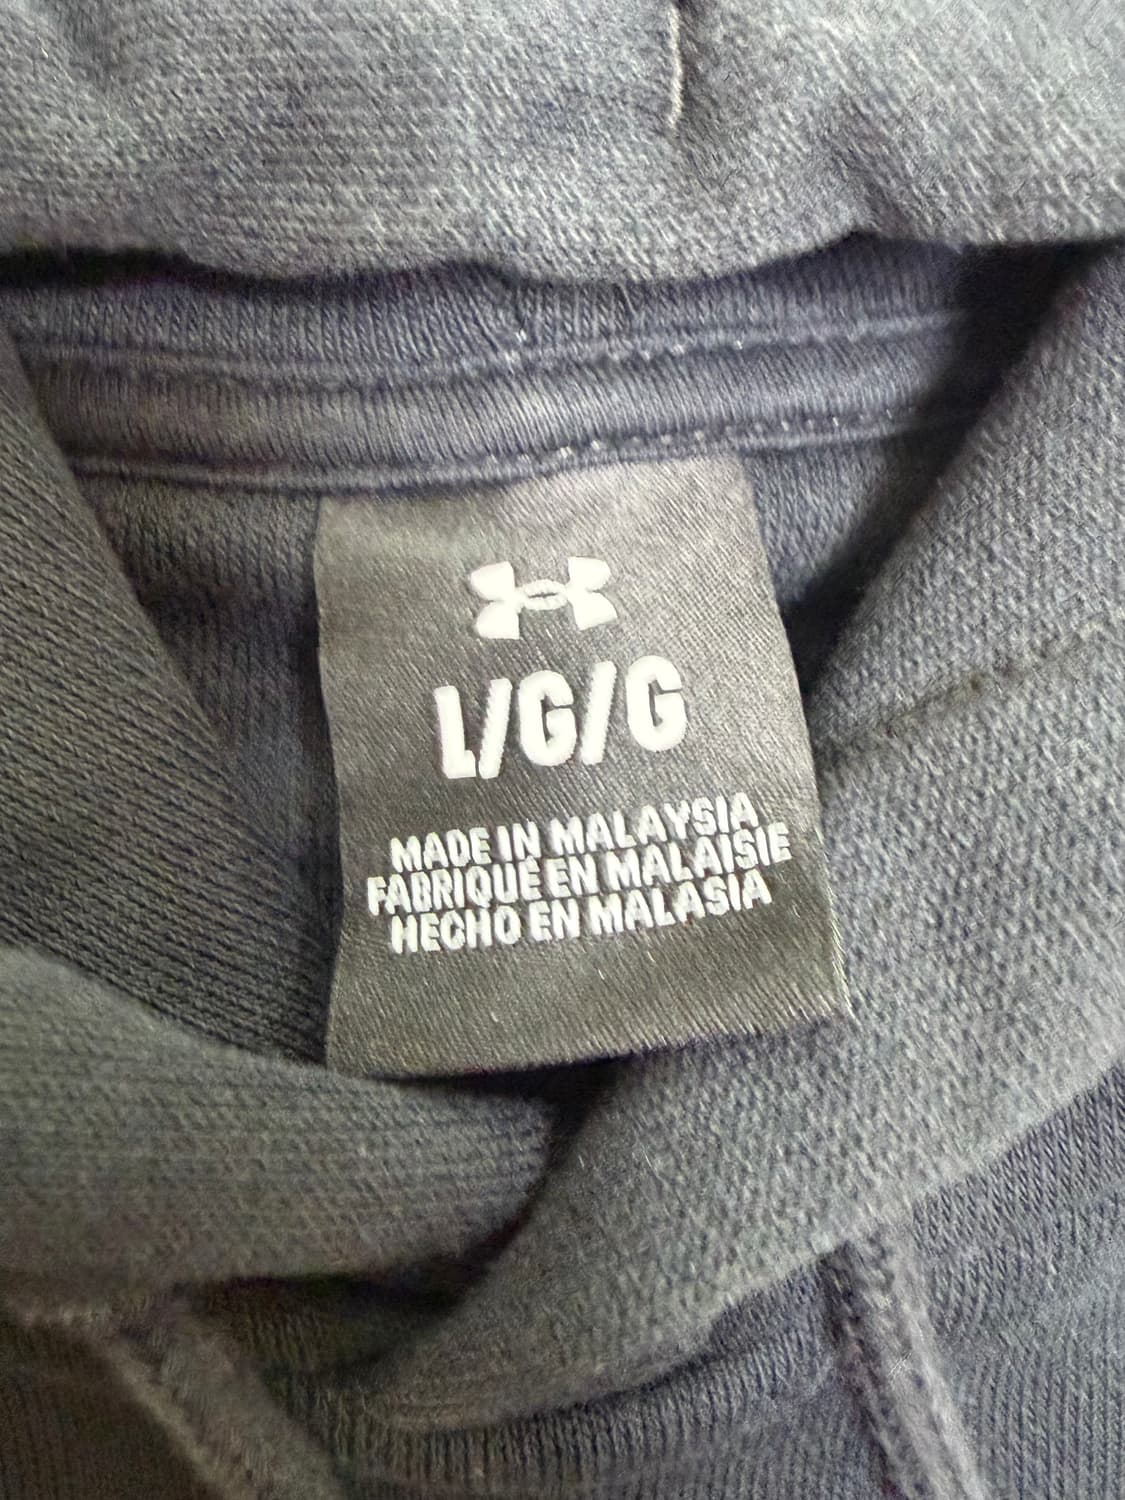 L/G/G
MADE IN MALAYSIA
FABRIQUÉ EN MALAISIE
HECHO EN MALASIA